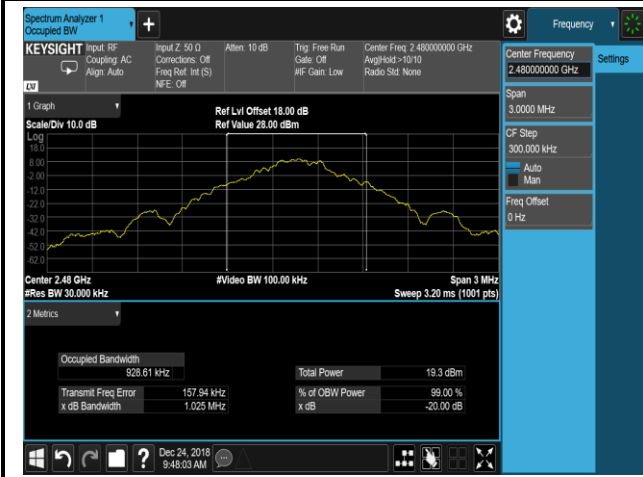 Spectrum Analyzer 1
Occupied BW
Frequency
KEYSIGHT
Input: RF
Coupling: AC
Align: Auto
Input Z: 50 Ω
Corrections: Off
Freq Ref: Int (S)
NFE: Off
Atten: 10 dB
Trig: Free Run
Gate: Off
#IF Gain: Low
Center Freq: 2.480000000 GHz
Avg|Hold:>10/10
Radio Std: None
LXI
1 Graph
Scale/Div 10.0 dB
Ref Lvl Offset 18.00 dB
Ref Value 28.00 dBm
Log
18.0
8.00
-2.00
-12.0
-22.0
-32.0
-42.0
-52.0
-62.0
Center 2.48 GHz
#Video BW 100.00 kHz
Span 3 MHz
#Res BW 30.000 kHz
Sweep 3.20 ms (1001 pts)
2 Metrics
Occupied Bandwidth
928.61 kHz
Total Power 19.3 dBm
Transmit Freq Error 157.94 kHz
% of OBW Power 99.00 %
x dB Bandwidth 1.025 MHz
x dB -20.00 dB
Center Frequency
2.480000000 GHz
Settings
Span
3.0000 MHz
CF Step
300.000 kHz
Auto
Man
Freq Offset
0 Hz
Dec 24, 2018
9:48:03 AM